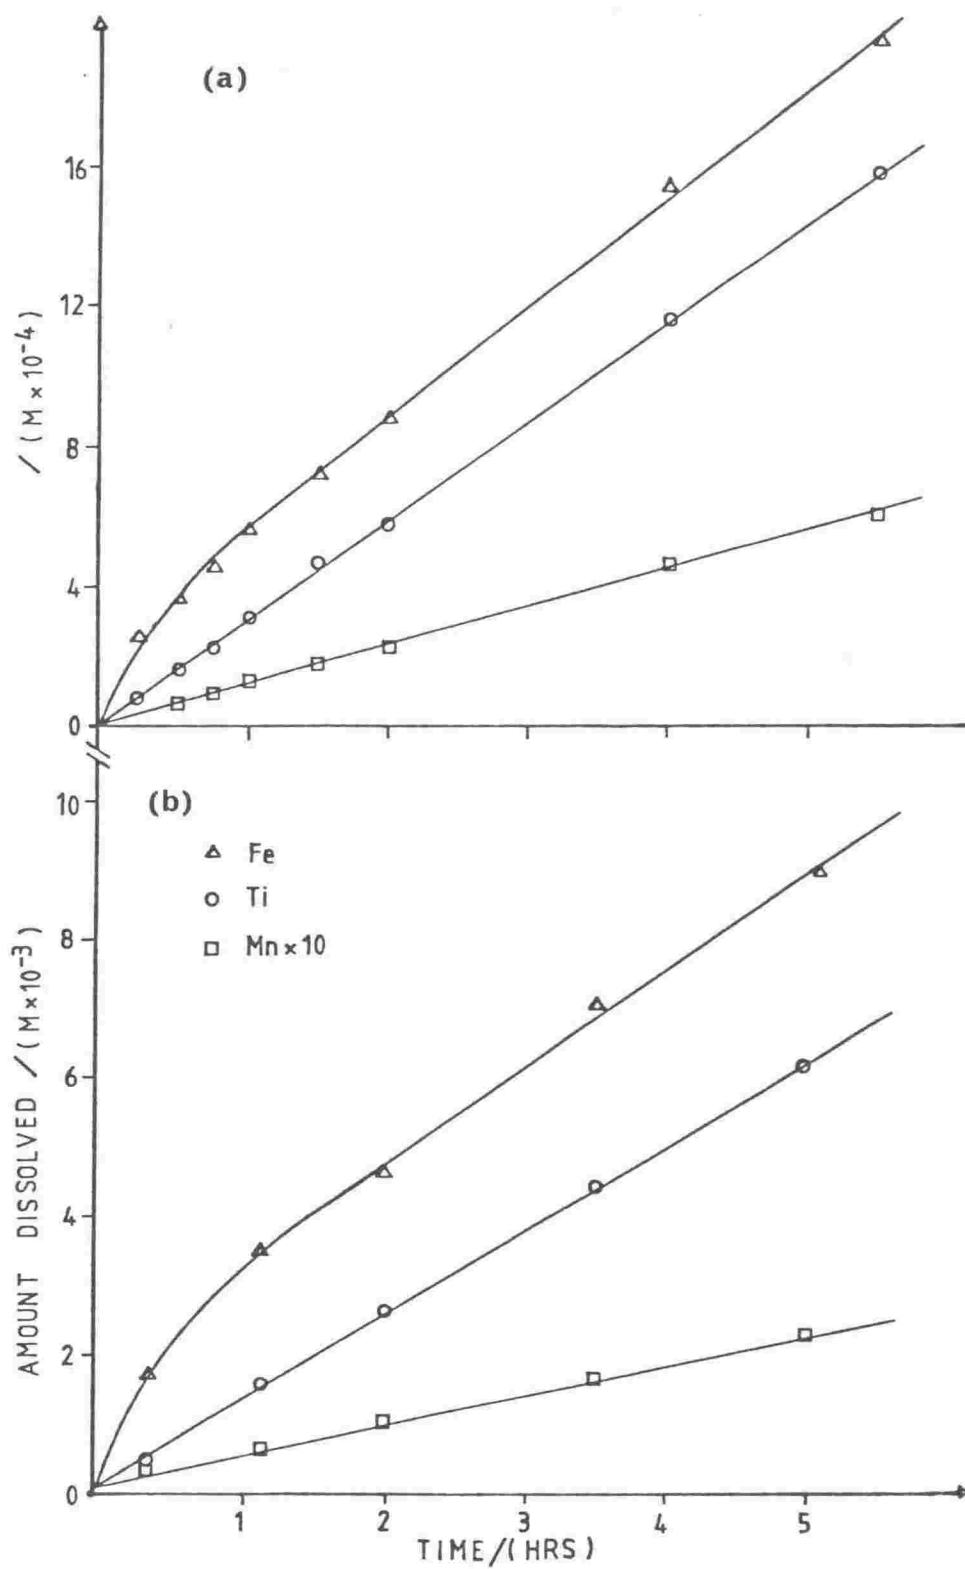 (a)
16
12
8
4
0
/(M×10⁻⁴)
(b)
10
8
6
4
2
0
△ Fe
○ Ti
□ Mn×10
AMOUNT DISSOLVED /(M×10⁻³)
1 2 3 4 5
TIME/(HRS)